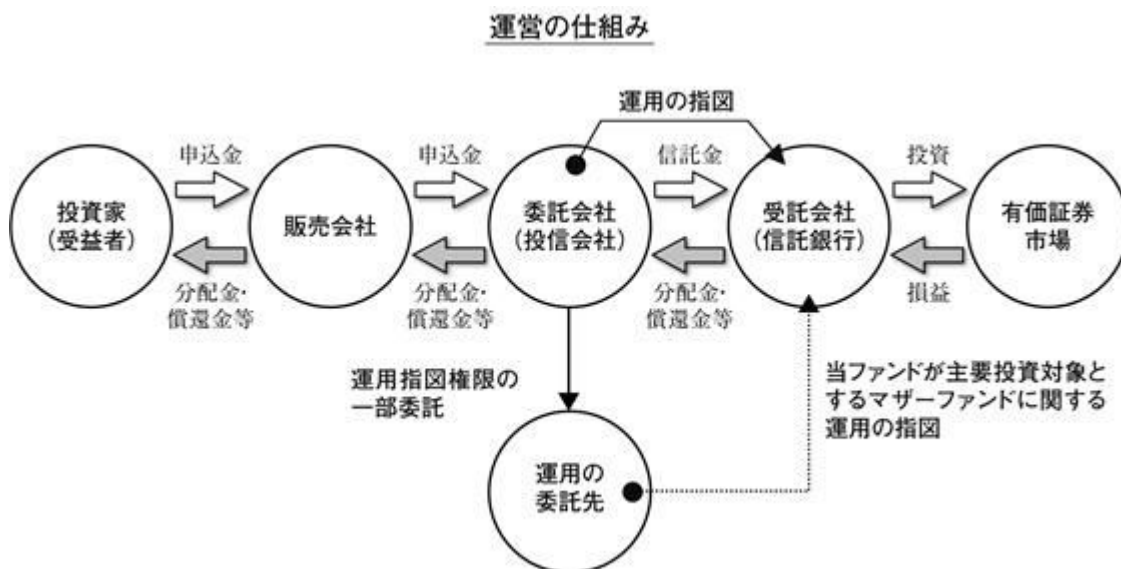 運営の仕組み
運用の指図
申込金
申込金
信託金
投資
投資家
(受益者)
販売会社
委託会社
(投信会社)
受託会社
(信託銀行)
有価証券
市場
分配金・
償還金等
分配金・
償還金等
分配金・
償還金等
損益
運用指図権限の
一部委託
当ファンドが主要投資対象と
するマザーファンドに関する
運用の指図
運用の
委託先